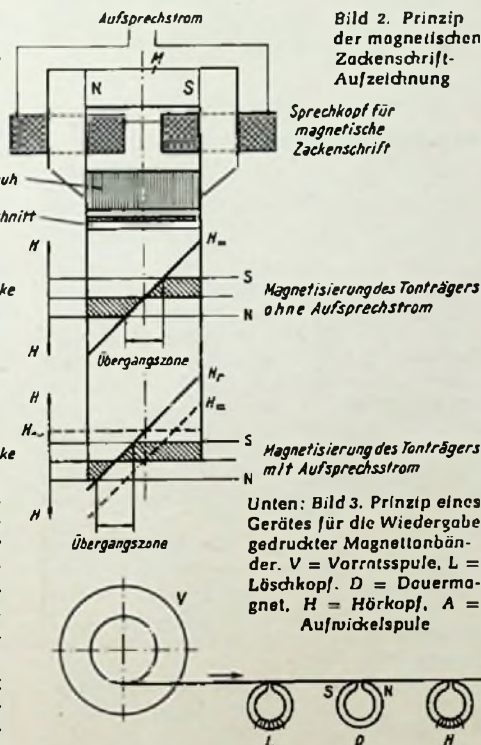 Aufsprechstrom
Bild 2. Prinzip
der magnetischen
Zackenschrift-
Aufzeichnung
M
N S
Sprechkopf für
magnetische
Zackenschrift
uh
chnitt
H
H=
ke
S
N
Magnetisierung des Tonträgers
ohne Aufsprechstrom
H
Übergangszone
H
Hr
H~
H=
ke
S
N
Magnetisierung des Tonträgers
mit Aufsprechsstrom
H
Übergangszone
Unten: Bild 3. Prinzip eines
Gerätes für die Wiedergabe
gedruckter Magnettonbän-
der. V = Vorratsspule, L =
Löschkopf. D = Dauerma-
gnet, H = Hörkopf, A =
Aufwickelspule
V
S N
L D H